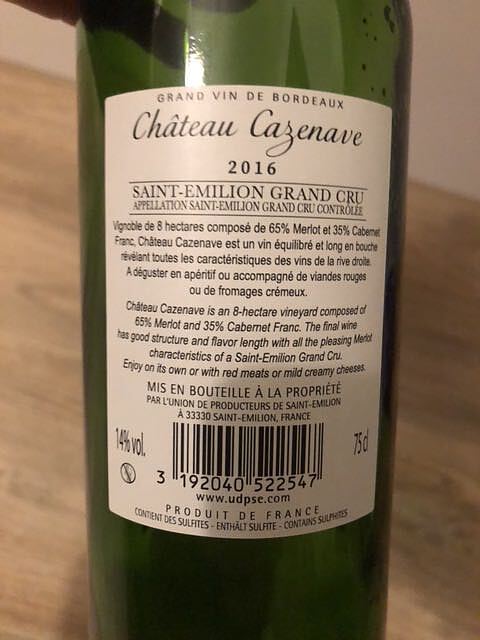 GRAND VIN DE BORDEAUX
Château Cazenave
2016
SAINT-EMILION GRAND CRU
APPELLATION SAINT-EMILION GRAND CRU CONTRÔLÉE
Vignoble de 8 hectares composé de 65% Merlot et 35% Cabernet
Franc, Château Cazenave est un vin équilibré et long en bouche
révélant toutes les caractéristiques des vins de la rive droite.
A déguster en apéritif ou accompagné de viandes rouges
ou de fromages crémeux.
Château Cazenave is an 8-hectare vineyard composed of
65% Merlot and 35% Cabernet Franc. The final wine
has good structure and flavor length with all the pleasing Merlot
characteristics of a Saint-Emilion Grand Cru.
Enjoy on its own or with red meats or mild creamy cheeses.
MIS EN BOUTEILLE À LA PROPRIÉTÉ
PAR L'UNION DE PRODUCTEURS DE SAINT-EMILION
À 33330 SAINT-EMILION, FRANCE
14% vol.
75 cl
3 192040 522547
www.udpse.com
PRODUIT DE FRANCE
CONTIENT DES SULFITES - ENTHÄLT SULFITE - CONTAINS SULPHITES